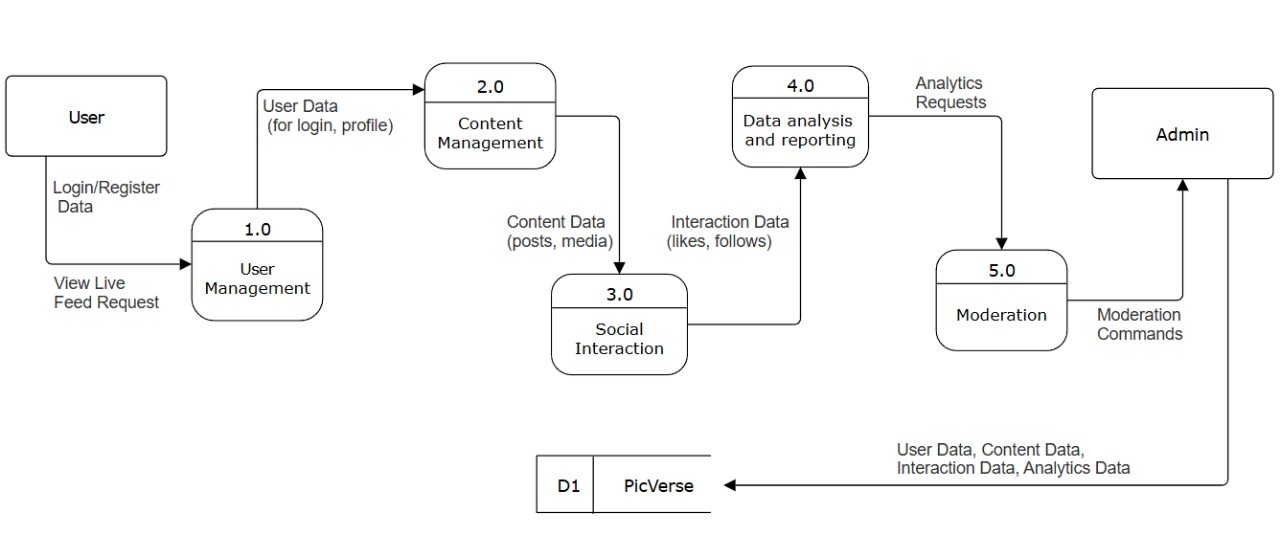 User
Login/Register
Data
View Live
Feed Request
1.0
User
Management
User Data
(for login, profile)
2.0
Content
Management
Content Data
(posts, media)
3.0
Social
Interaction
Interaction Data
(likes, follows)
4.0
Data analysis
and reporting
Analytics
Requests
5.0
Moderation
Moderation
Commands
Admin
User Data, Content Data,
Interaction Data, Analytics Data
D1
PicVerse